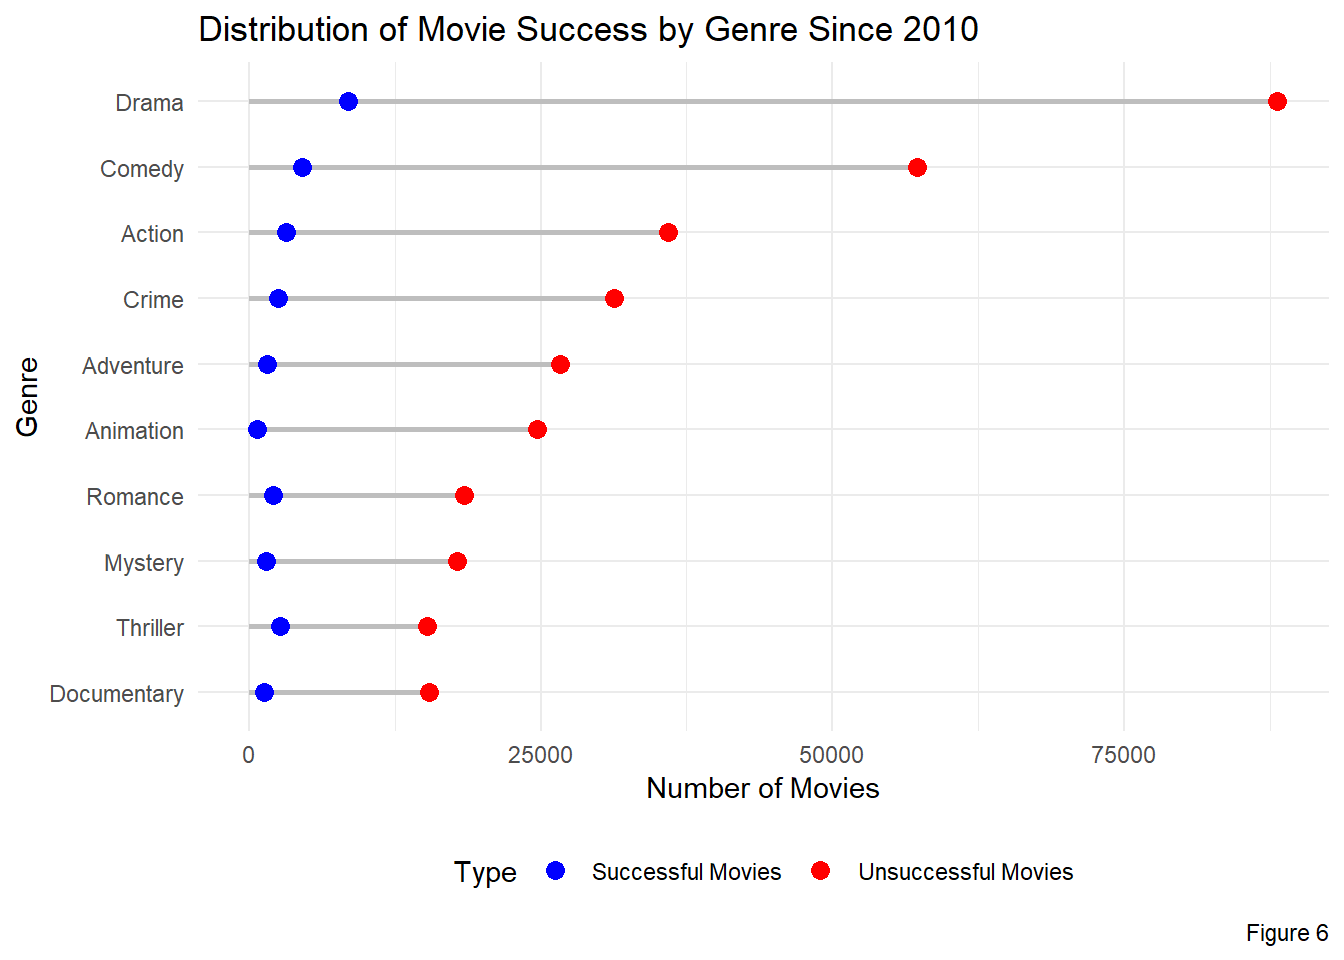 Distribution of Movie Success by Genre Since 2010
Genre
Drama
Comedy
Action
Crime
Adventure
Animation
Romance
Mystery
Thriller
Documentary
0 25000 50000 75000
Number of Movies
Type Successful Movies Unsuccessful Movies
Figure 6